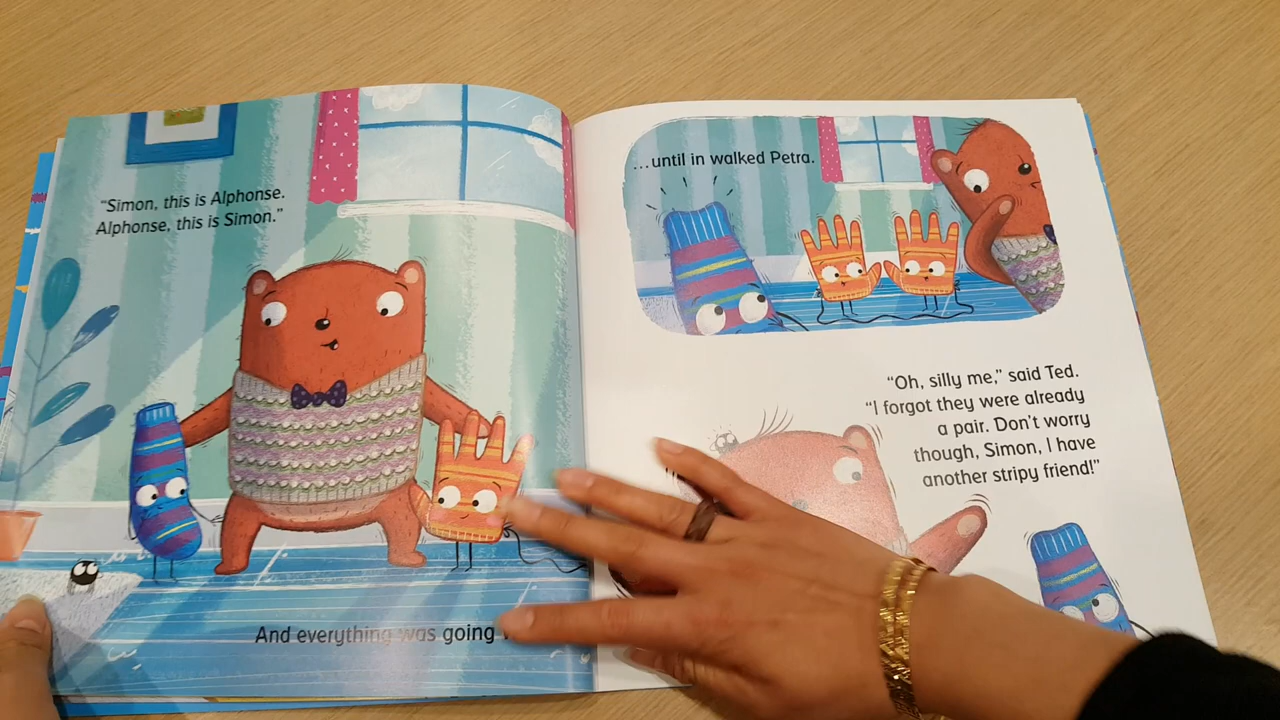 “Simon, this is Alphonse.
Alphonse, this is Simon.”
And everything was going
...until in walked Petra.
“Oh, silly me,” said Ted.
“I forgot they were already
a pair. Don’t worry
though, Simon, I have
another stripy friend!”